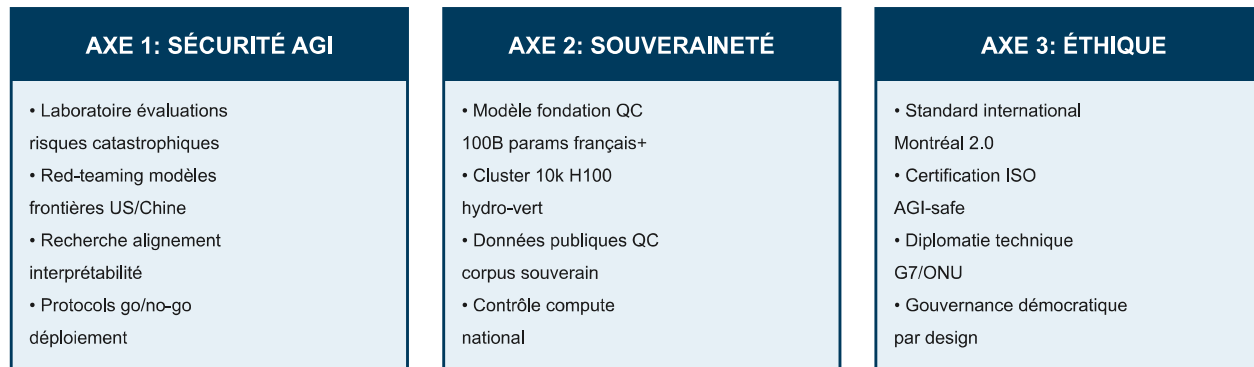 AXE 1: SÉCURITÉ AGI
• Laboratoire évaluations
risques catastrophiques
• Red-teaming modèles
frontières US/Chine
• Recherche alignement
interprétabilité
• Protocols go/no-go
déploiement
AXE 2: SOUVERAINETÉ
• Modèle fondation QC
100B params français+
• Cluster 10k H100
hydro-vert
• Données publiques QC
corpus souverain
• Contrôle compute
national
AXE 3: ÉTHIQUE
• Standard international
Montréal 2.0
• Certification ISO
AGI-safe
• Diplomatie technique
G7/ONU
• Gouvernance démocratique
par design